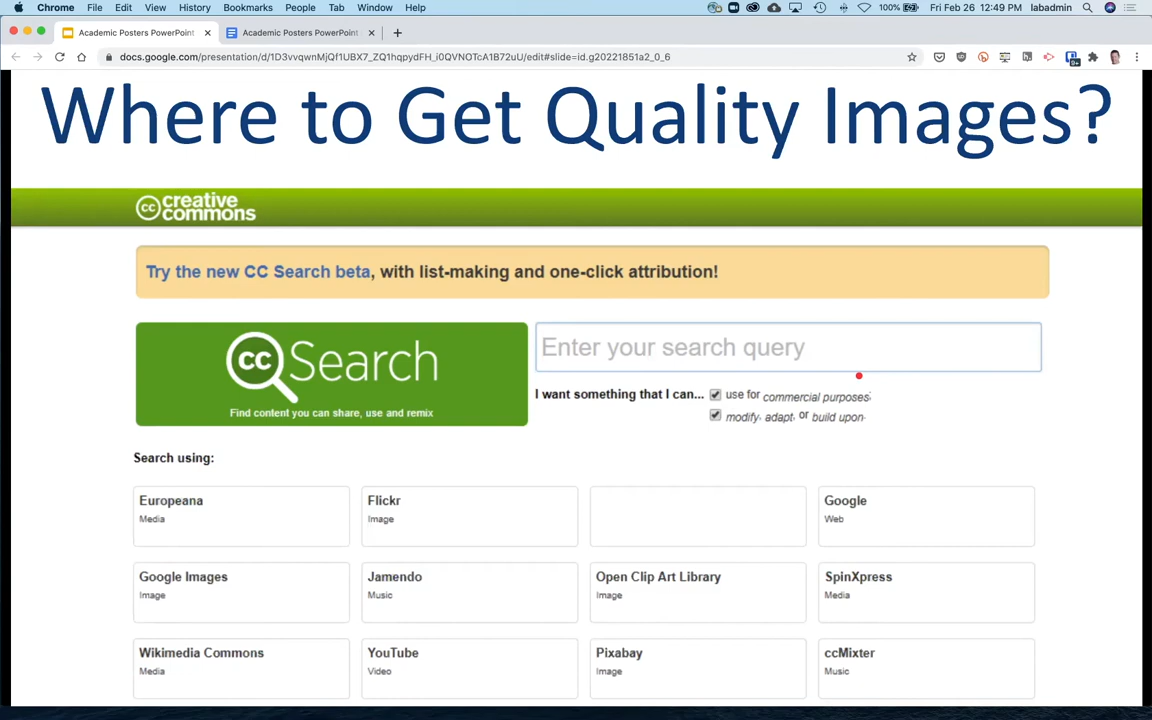 Chrome File Edit View History Bookmarks People Tab Window Help 100% Fri Feb 26 12:49 PM labadmin
Academic Posters PowerPoint Academic Posters PowerPoint
docs.google.com/presentation/d/1D3vvqwnMjQf1UBX7_ZQ1hqpydFH_i0QVNOTcA1B72uU/edit#slide=id.g20221851a2_0_6
Where to Get Quality Images?
cc creative commons
Try the new CC Search beta, with list-making and one-click attribution!
cc Search
Find content you can share, use and remix
Enter your search query
I want something that I can... use for commercial purposes;
modify, adapt, or build upon.
Search using:
Europeana Flickr Google
Media Image Web
Google Images Jamendo Open Clip Art Library SpinXpress
Image Music Image Media
Wikimedia Commons YouTube Pixabay ccMixter
Media Video Image Music